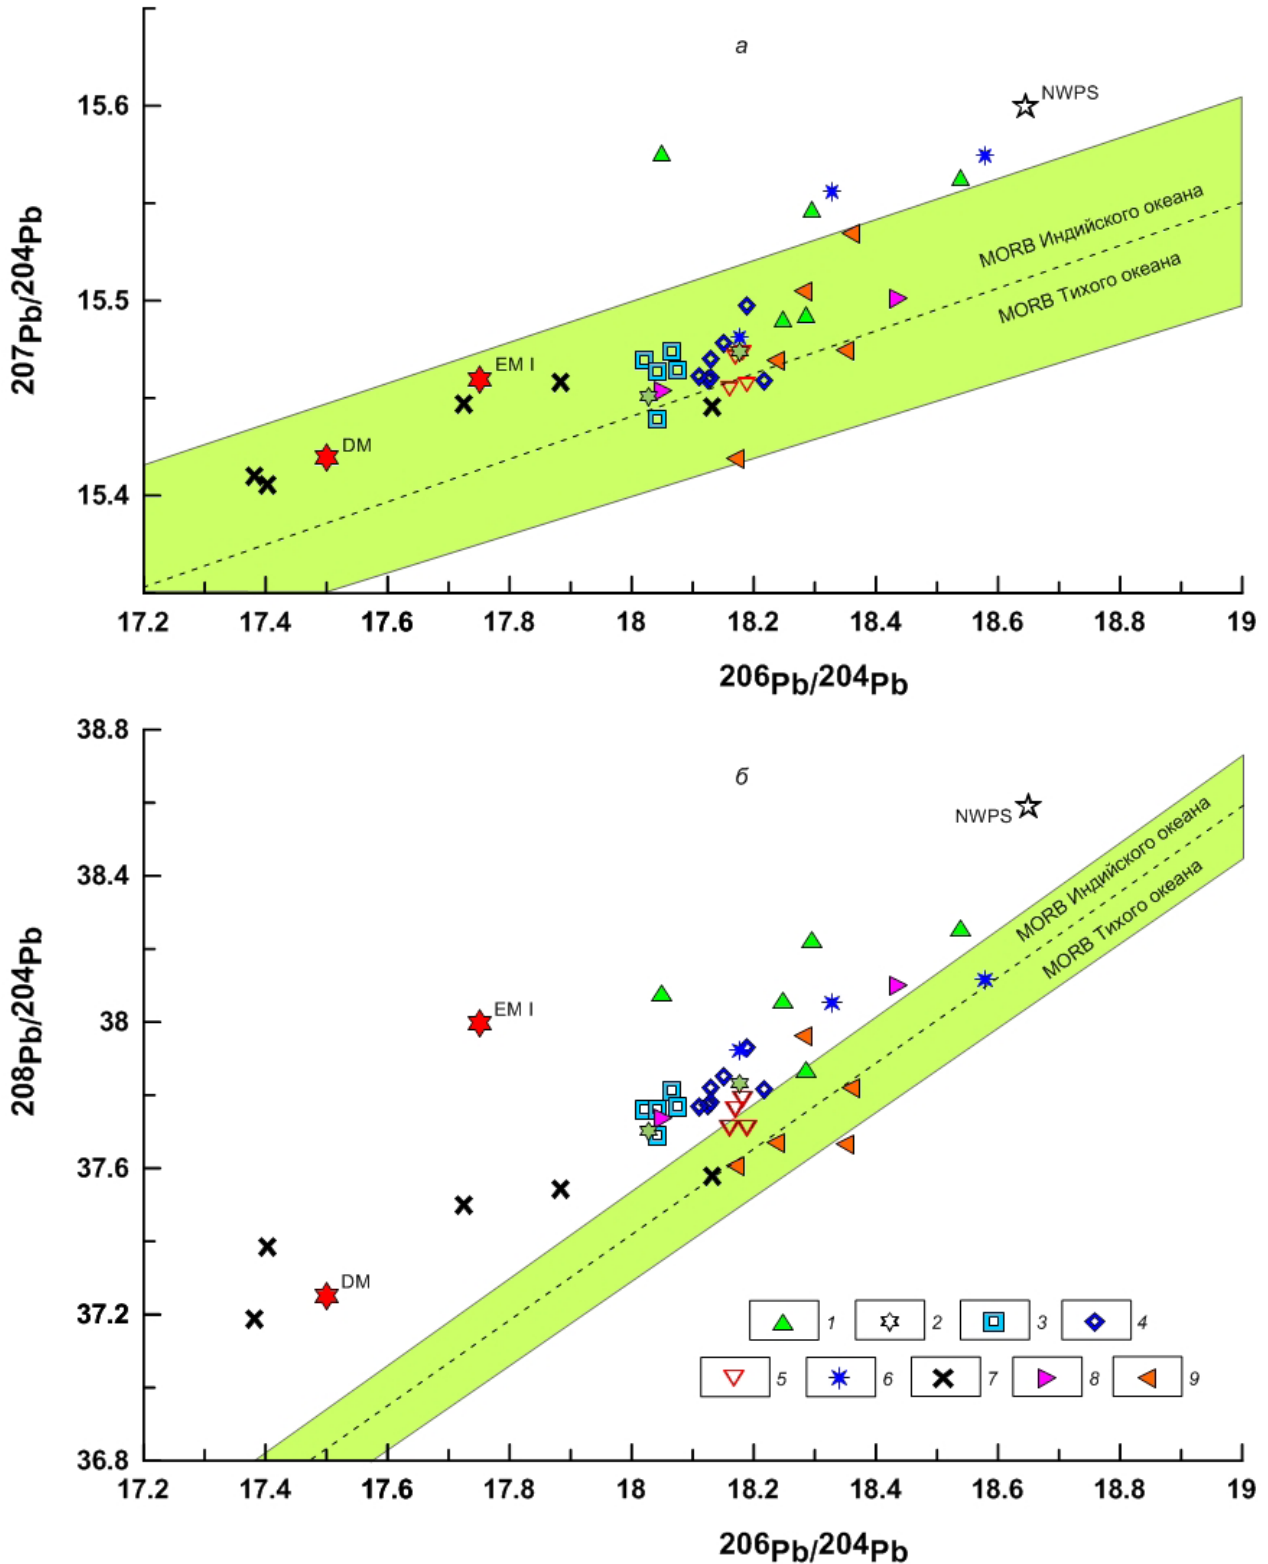 а
15.6
NWPS
MORB Индийского океана
MORB Тихого океана
207Pb/204Pb
15.5
EM I
DM
15.4
17.2 17.4 17.6 17.8 18 18.2 18.4 18.6 18.8 19
206Pb/204Pb
38.8
б
NWPS
MORB Индийского океана
MORB Тихого океана
38.4
208Pb/204Pb
38
EM I
37.6
DM
37.2
1 2 3 4
5 6 7 8 9
36.8
17.2 17.4 17.6 17.8 18 18.2 18.4 18.6 18.8 19
206Pb/204Pb